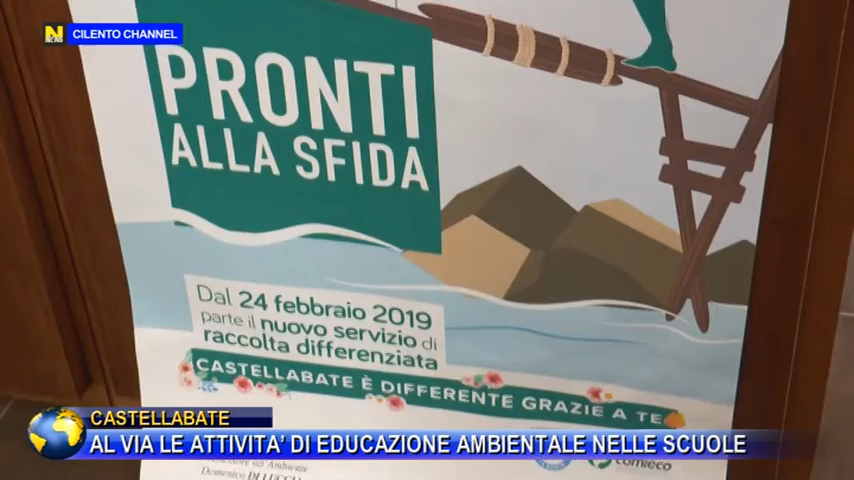 CILENTO CHANNEL
PRONTI
ALLA SFIDA
Dal 24 febbraio 2019
parte il nuovo servizio di
raccolta differenziata
CASTELLABATE È DIFFERENTE GRAZIE A TE
CASTELLABATE
AL VIA LE ATTIVITA' DI EDUCAZIONE AMBIENTALE NELLE SCUOLE
Domenico
comieco